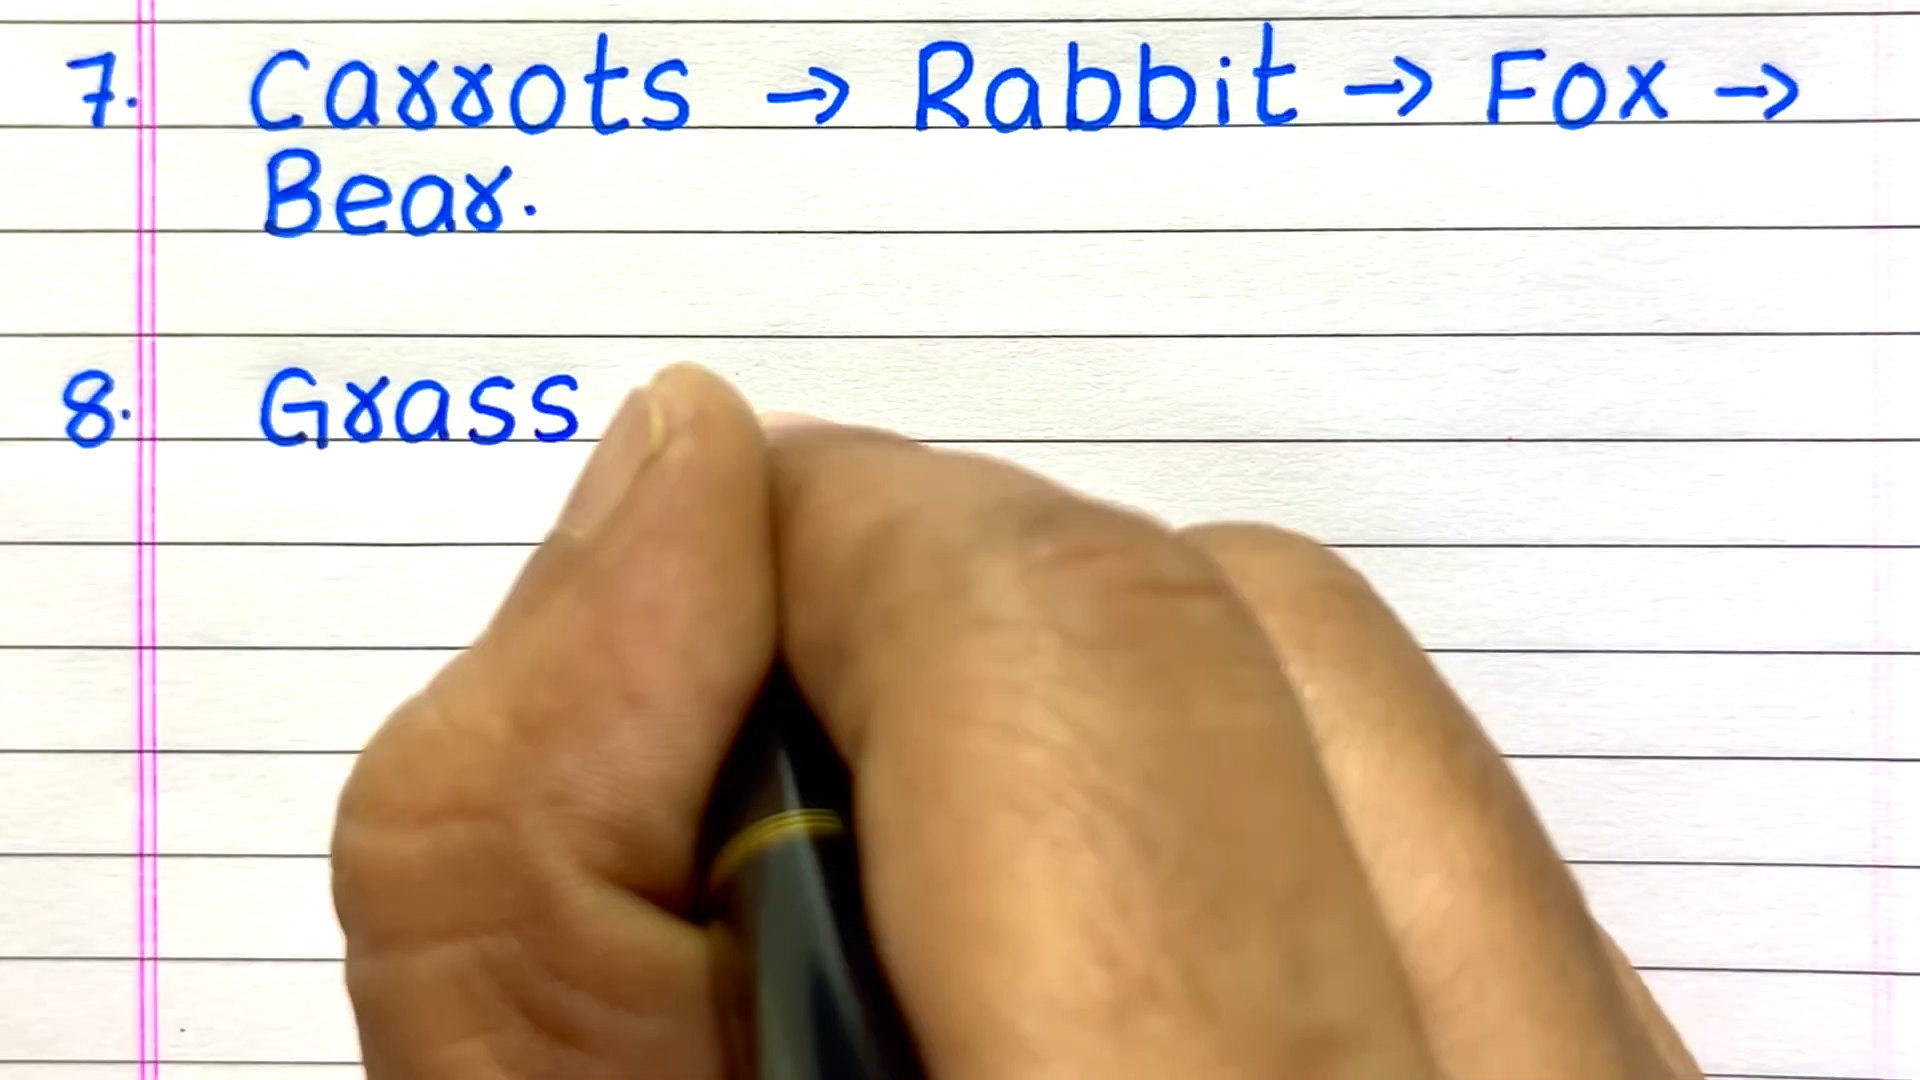 7. Carrots → Rabbit → Fox →
Bear.
8. Grass